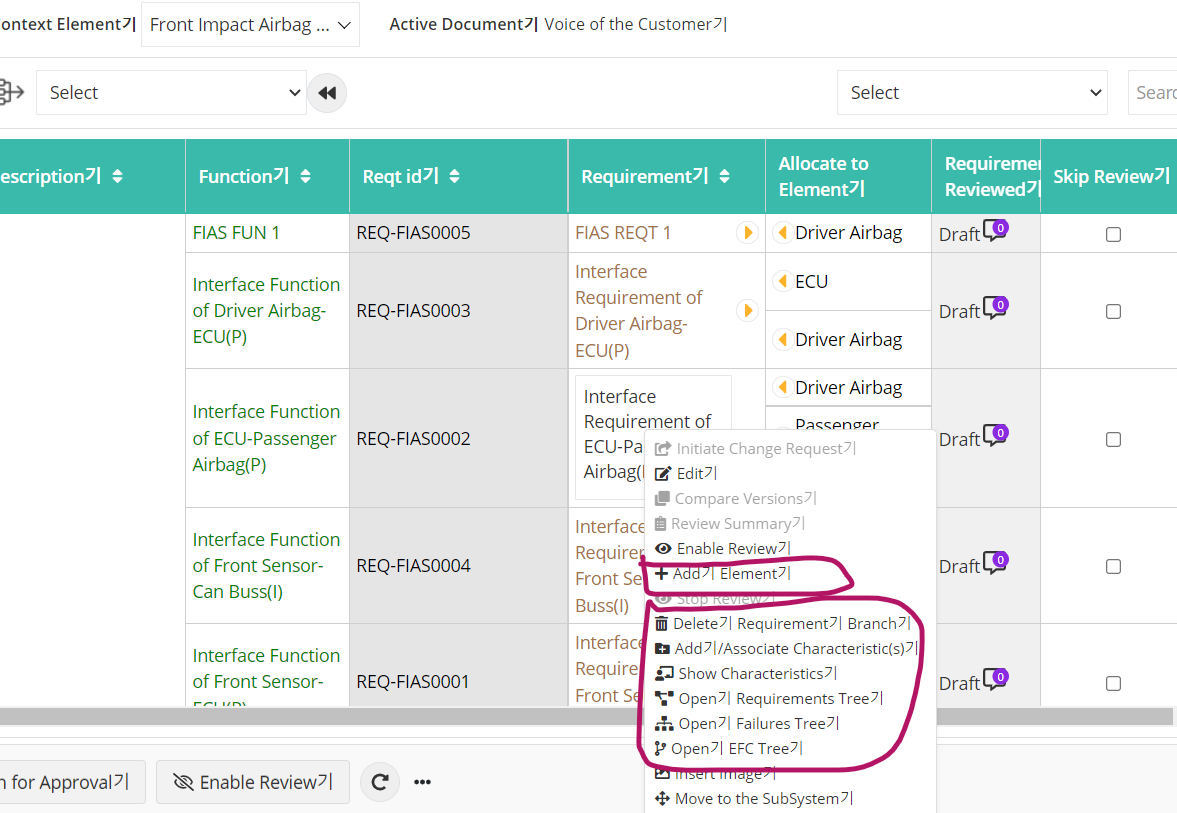 ontext Element기 Front Impact Airbag ... Active Document기 Voice of the Customer기
Select Select Searc
escription기 Function기 Reqt id기 Requirement기 Allocate to Element기 Requiremen Reviewed기 Skip Review기
FIAS FUN 1 REQ-FIAS0005 FIAS REQT 1 Driver Airbag Draft 0
Interface Function
of Driver Airbag-
ECU(P)
REQ-FIAS0003
Interface
Requirement of
Driver Airbag-
ECU(P)
ECU
Driver Airbag
Draft 0
Interface Function
of ECU-Passenger
Airbag(P)
REQ-FIAS0002
Interface
Requirement of
ECU-Pa
Airbag(
Driver Airbag
Passenger
Draft 0
Interface Function
of Front Sensor-
Can Buss(I)
REQ-FIAS0004
Interface
Require
Front Se
Buss(I)
Draft 0
Interface Function
of Front Sensor-
ECU(P)
REQ-FIAS0001
Interface
Require
Front Se
Draft 0
Initiate Change Request기
Edit기
Compare Versions기
Review Summary기
Enable Review기
Add기 Element기
Stop Review기
Delete기 Requirement기 Branch기
Add기/Associate Characteristic(s)기
Show Characteristics기
Open기 Requirements Tree기
Open기 Failures Tree기
Open기 EFC Tree기
Insert Image기
Move to the SubSystem기
n for Approval기 Enable Review기